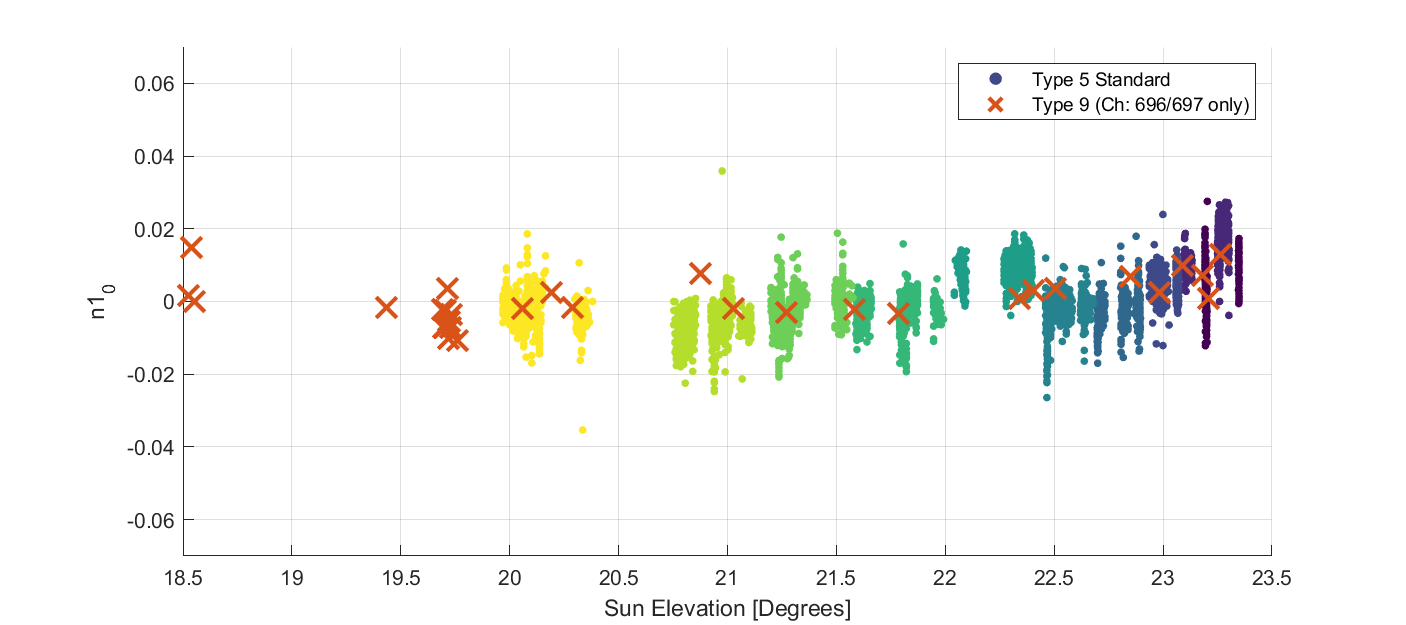 Type 5 Standard
Type 9 (Ch: 696/697 only)
0.06
0.04
0.02
0
-0.02
-0.04
-0.06
n1₀
18.5 19 19.5 20 20.5 21 21.5 22 22.5 23 23.5
Sun Elevation [Degrees]